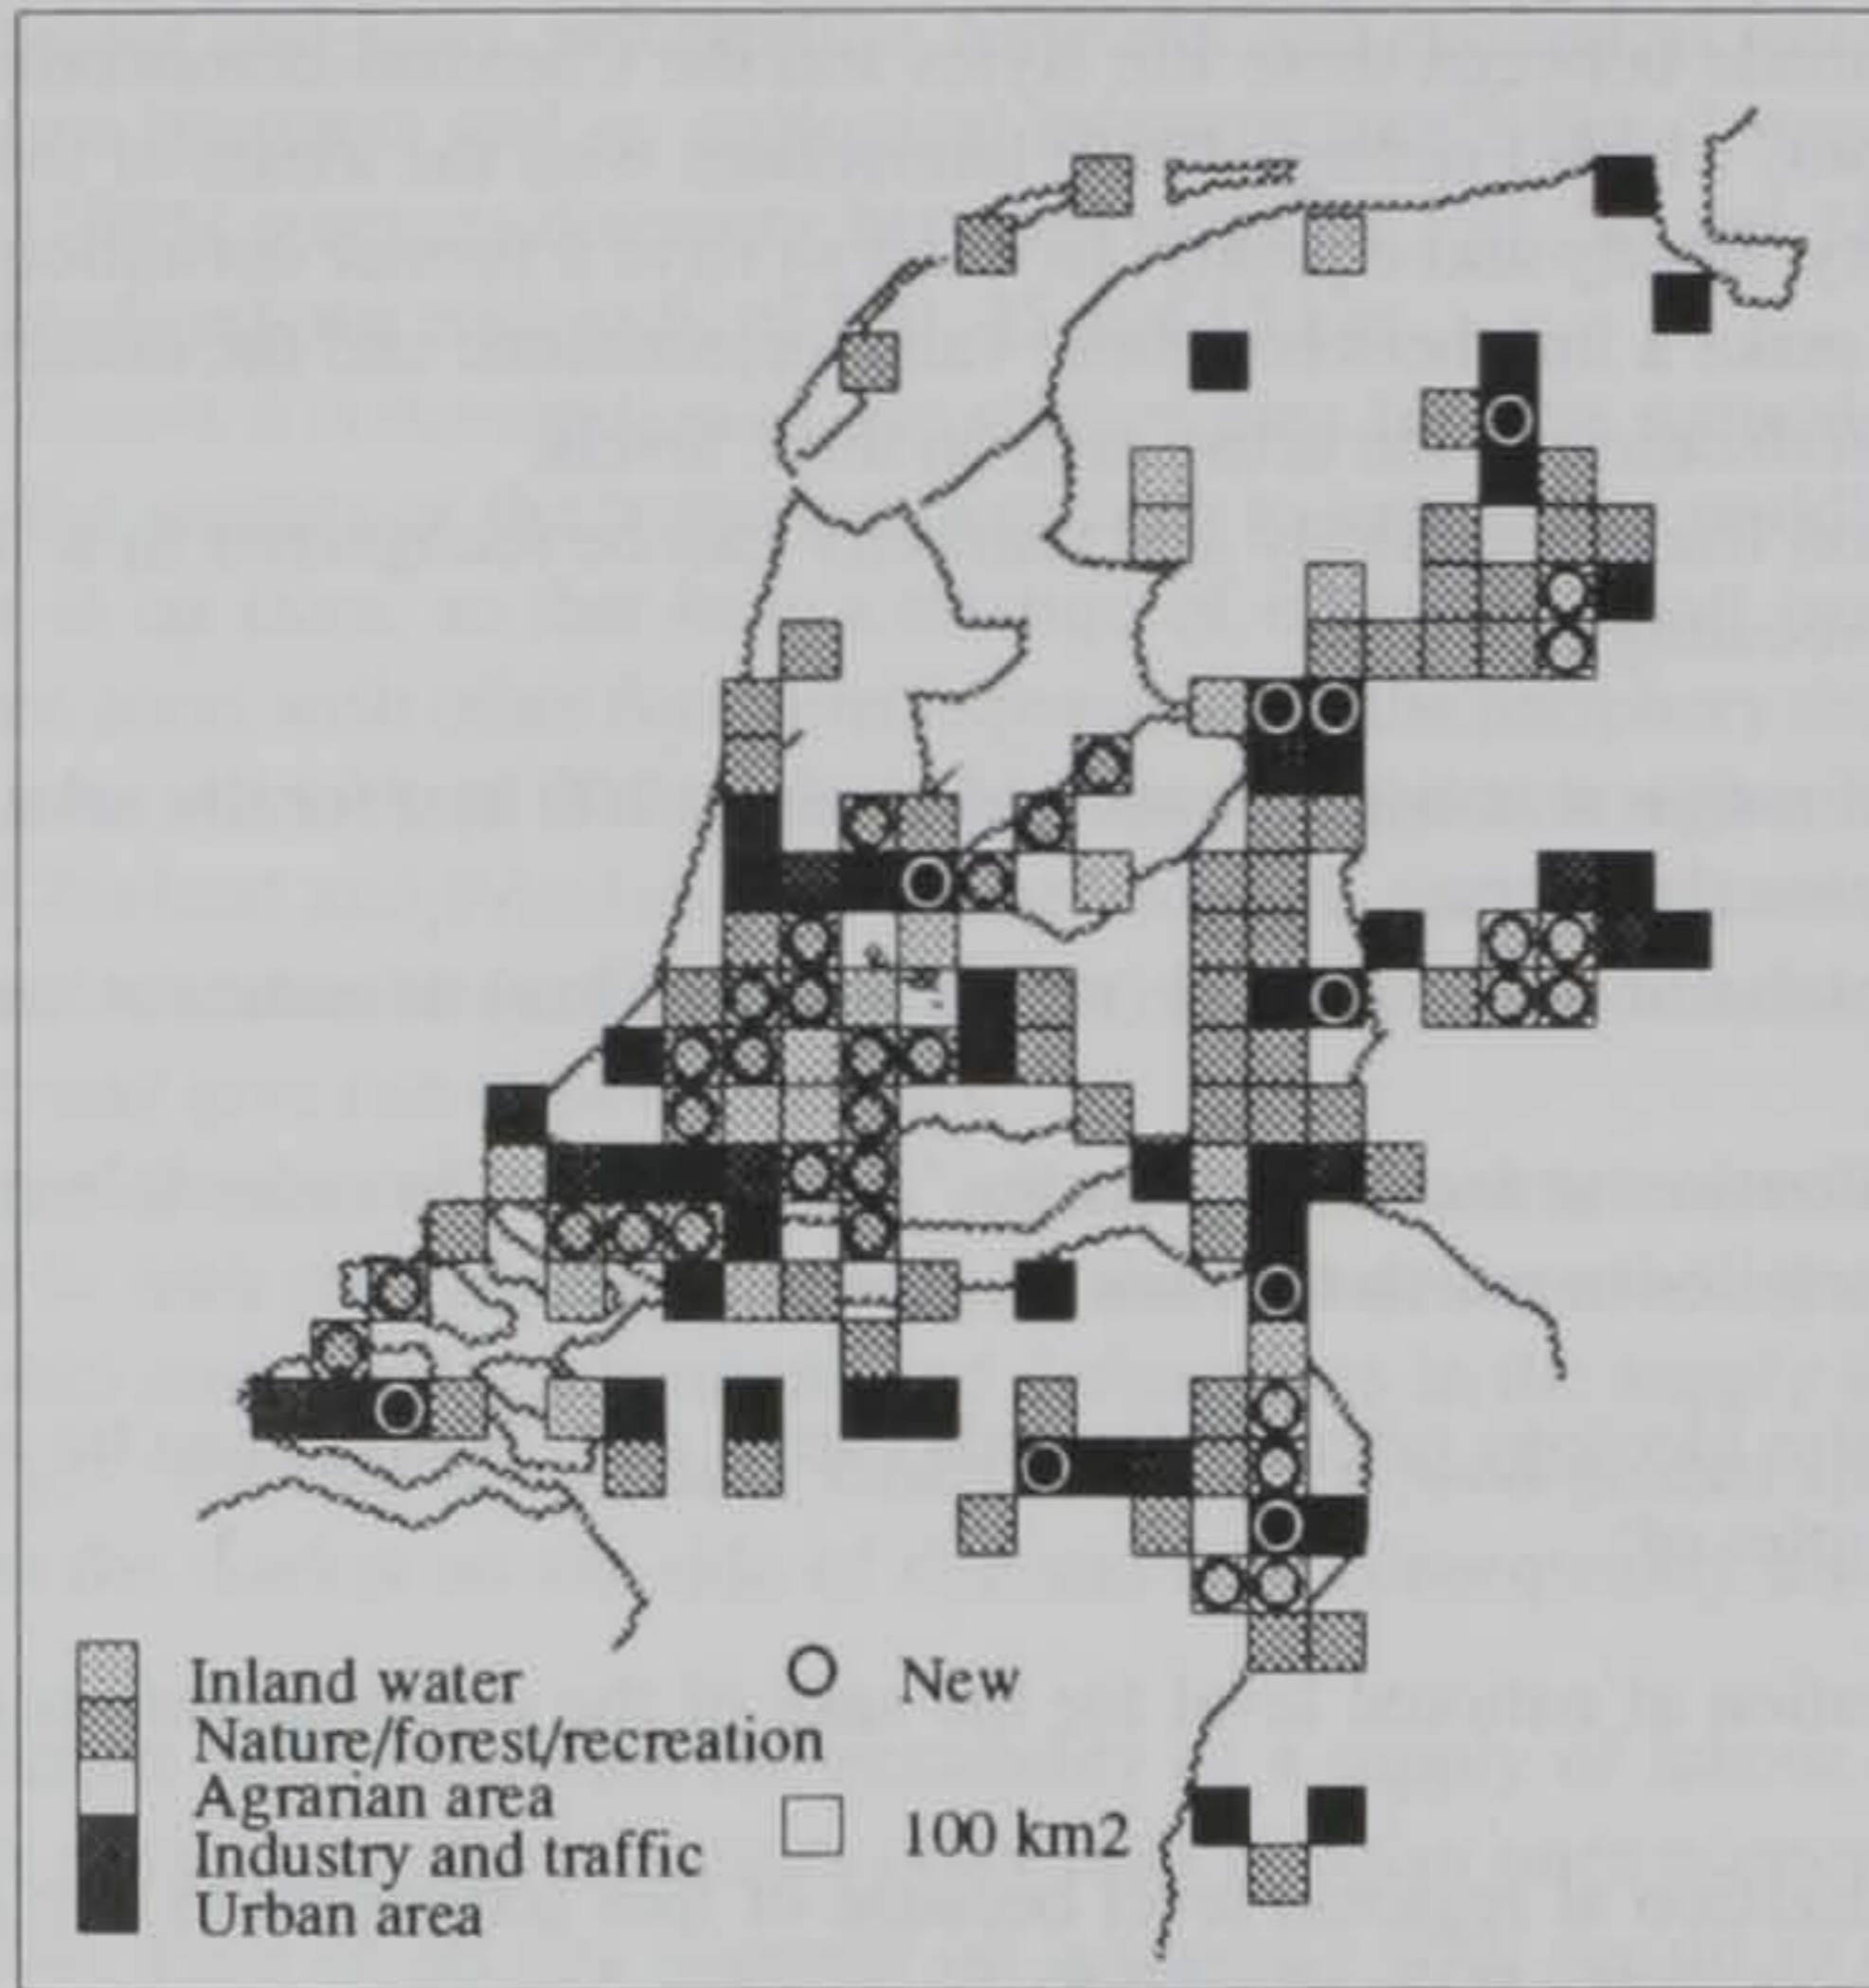 Inland water
Nature/forest/recreation
Agrarian area
Industry and traffic
Urban area
New
100 km2